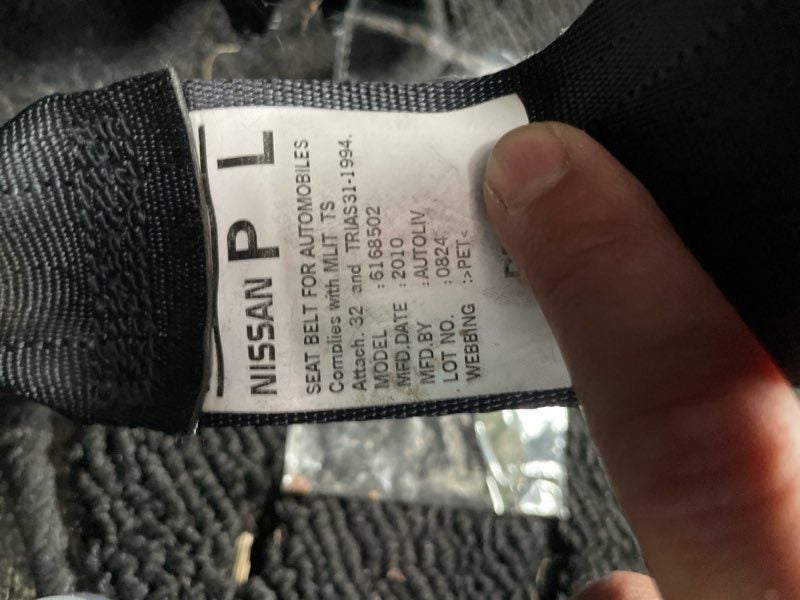 NISSAN P L
SEAT BELT FOR AUTOMOBILES
Complies with MLIT TS
Attach. 32 and TRIAS31-1994.
MODEL : 6168502
MFD.DATE : 2010
MFD.BY : AUTOLIV
LOT NO. : 0824
WEBBING :>PET<